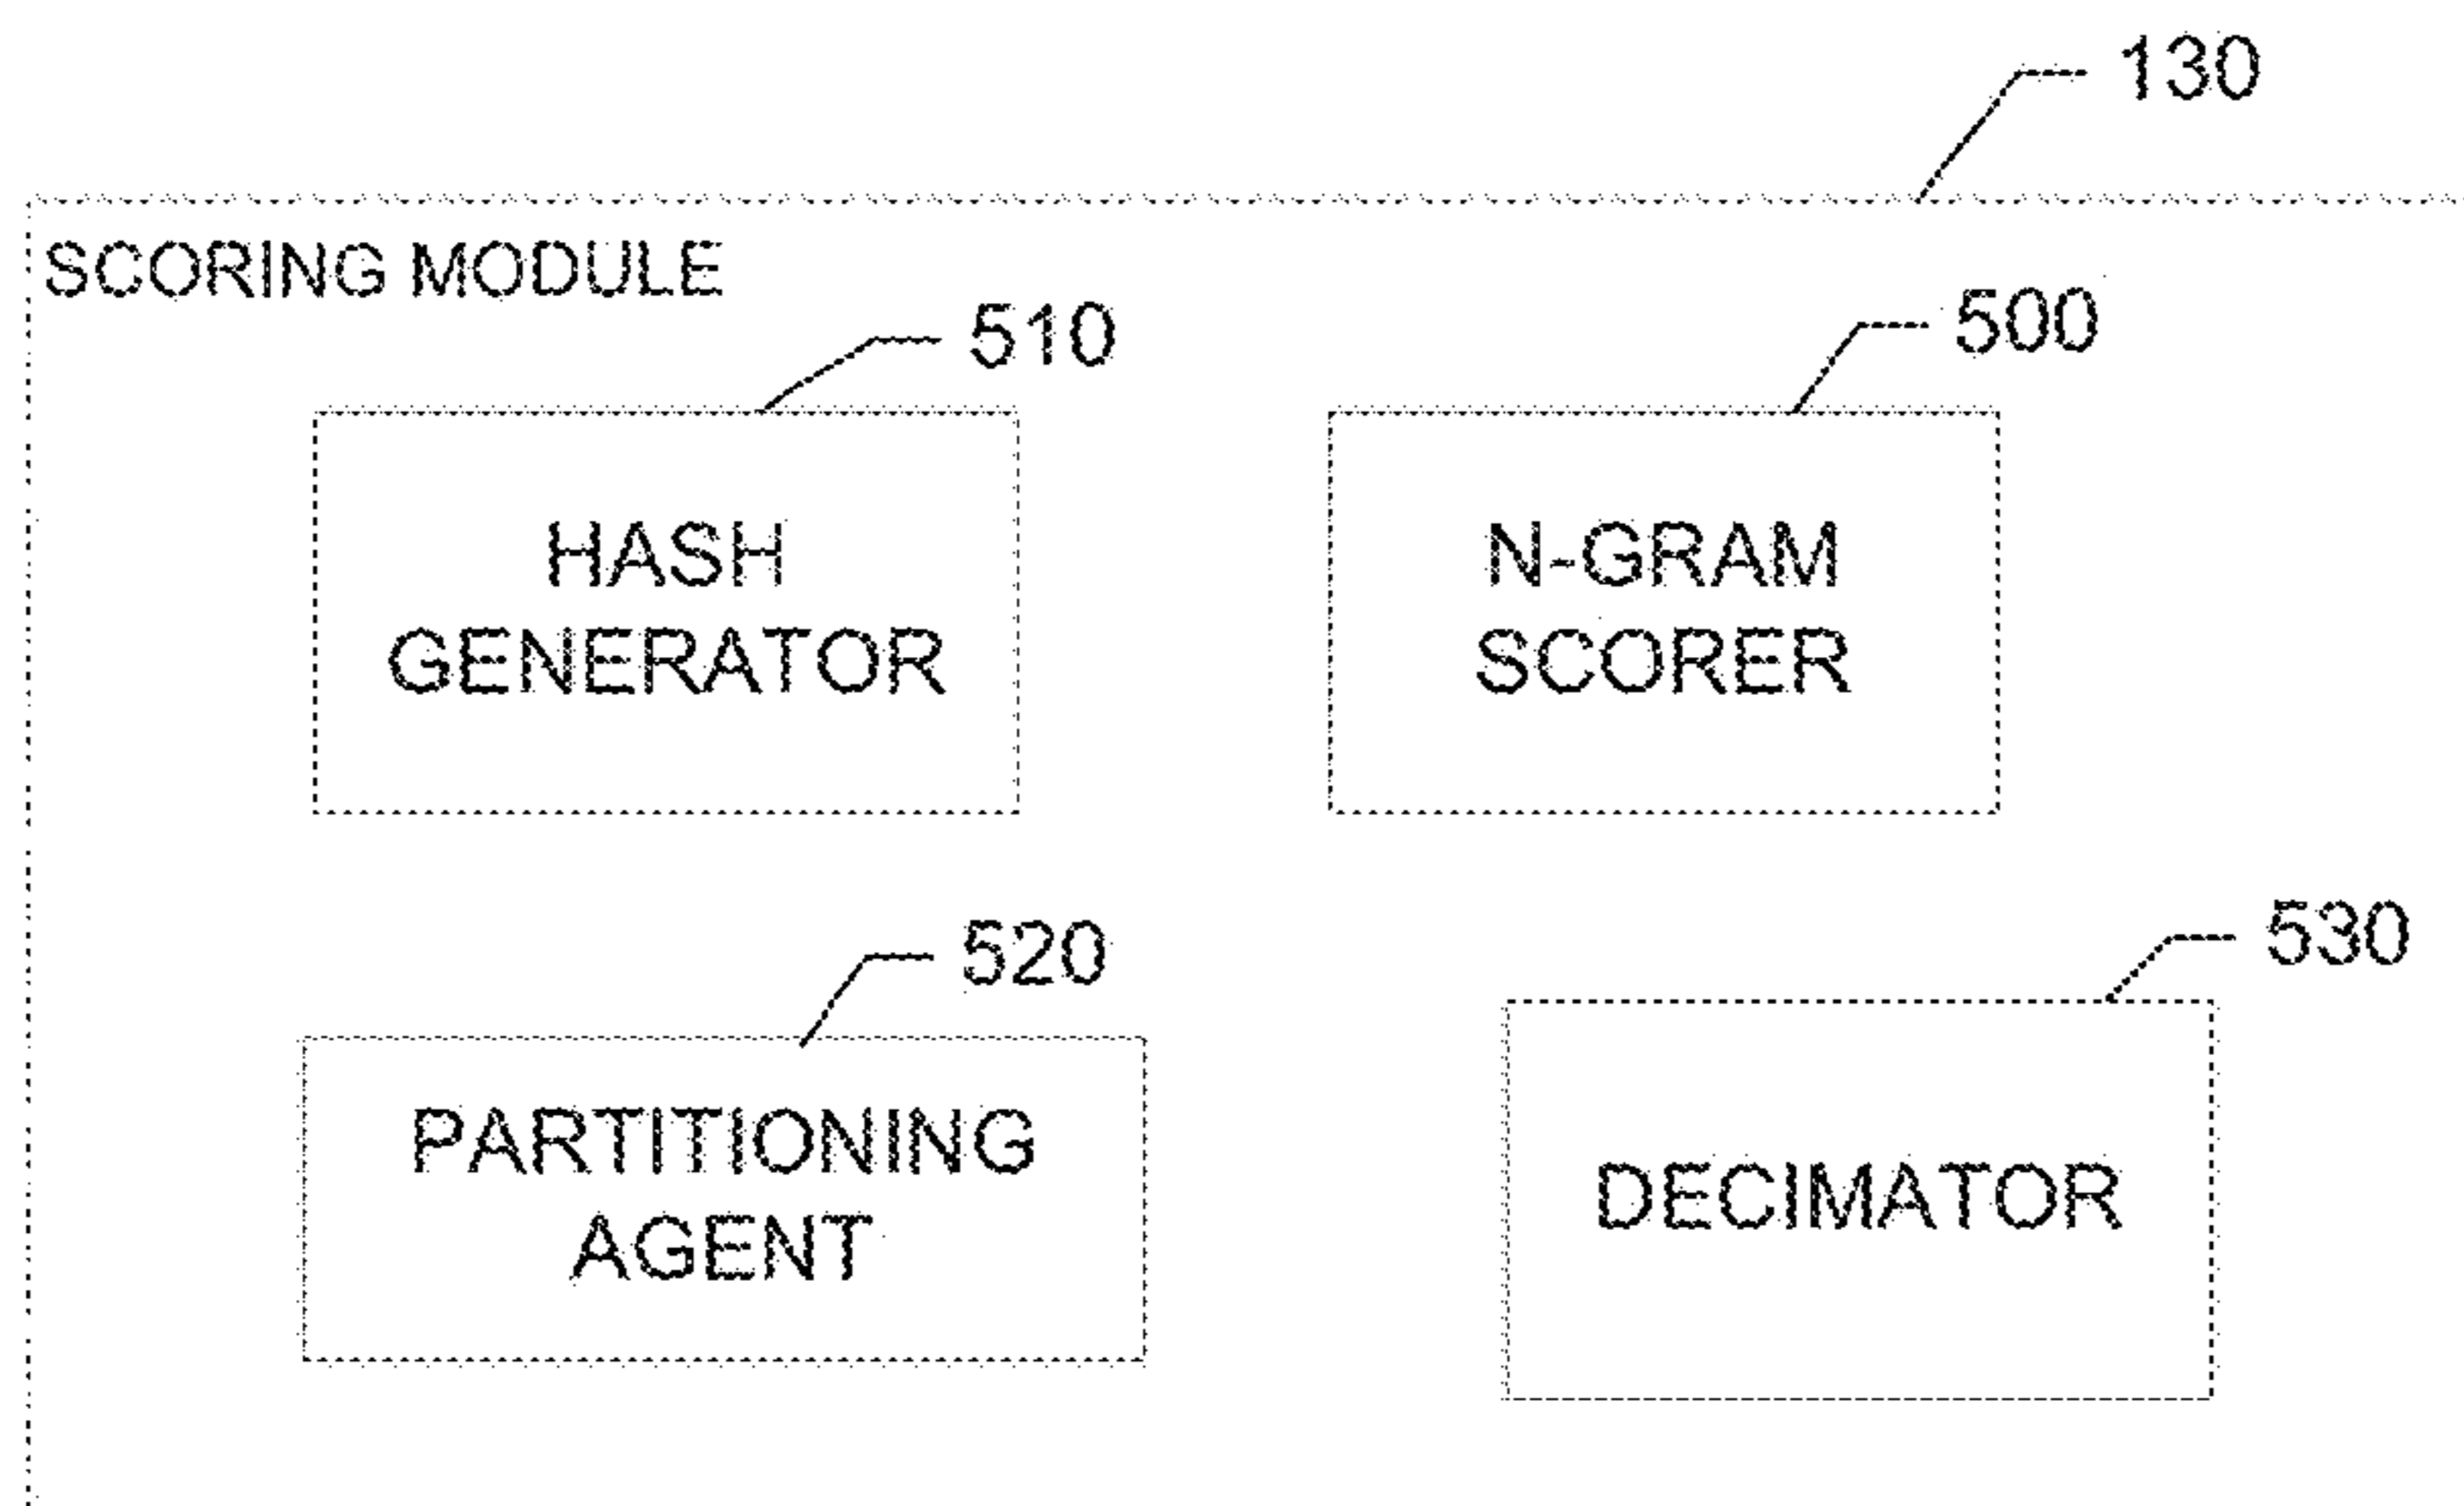 130
SCORING MODULE
510
500
HASH
GENERATOR
N-GRAM
SCORER
520
530
PARTITIONING
AGENT
DECIMATOR